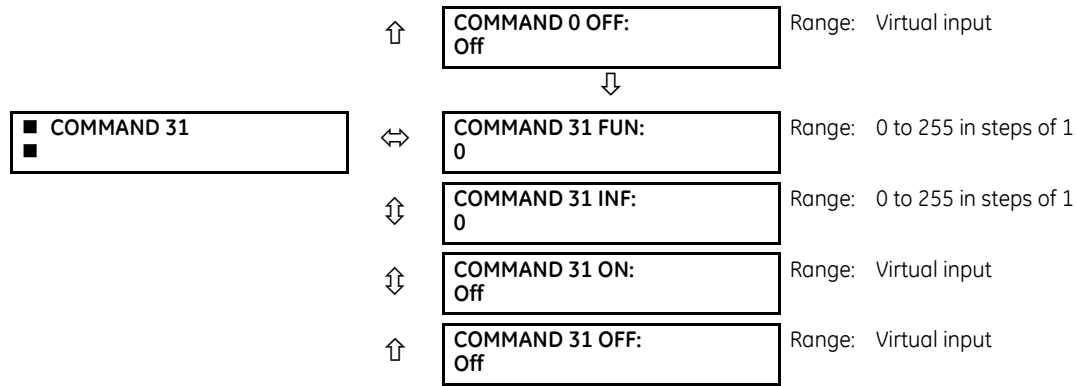 COMMAND 0 OFF: Range: Virtual input
Off
COMMAND 31 COMMAND 31 FUN: Range: 0 to 255 in steps of 1
0
COMMAND 31 INF: Range: 0 to 255 in steps of 1
0
COMMAND 31 ON: Range: Virtual input
Off
COMMAND 31 OFF: Range: Virtual input
Off